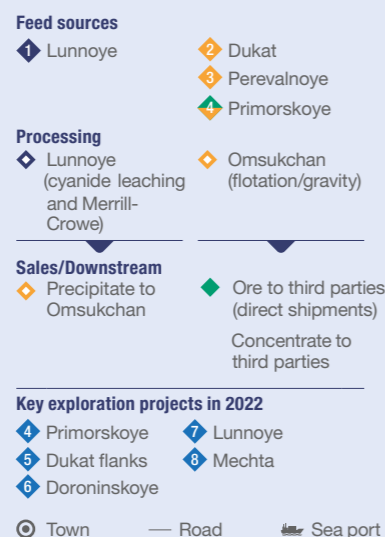 Feed sources
1 Lunnoye
2 Dukat
3 Perevalnoye
4 Primorskoye
Processing
Lunnoye
(cyanide leaching
and Merrill-
Crowe)
Omsukchan
(flotation/gravity)
Sales/Downstream
Precipitate to
Omsukchan
Ore to third parties
(direct shipments)
Concentrate to
third parties
Key exploration projects in 2022
4 Primorskoye
5 Dukat flanks
6 Doroninskoye
7 Lunnoye
8 Mechta
Town
Road
Sea port